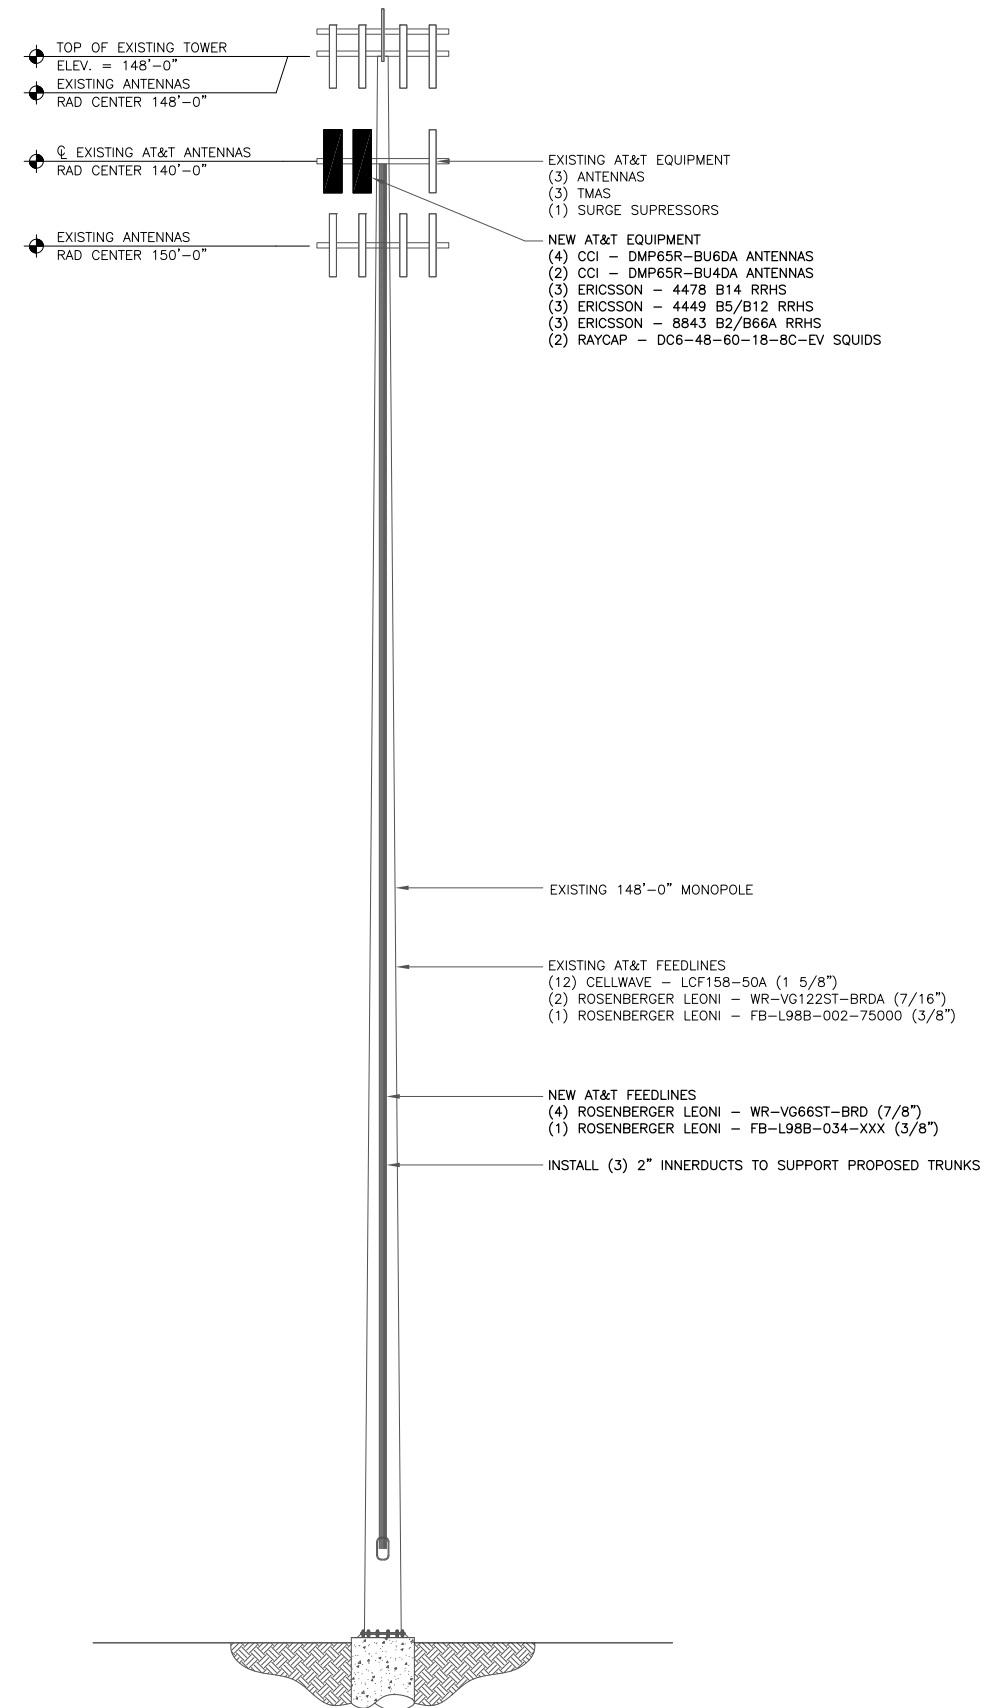 TOP OF EXISTING TOWER
ELEV. = 148'-0"
EXISTING ANTENNAS
RAD CENTER 148'-0"
℄ EXISTING AT&T ANTENNAS
RAD CENTER 140'-0"
EXISTING ANTENNAS
RAD CENTER 150'-0"
EXISTING AT&T EQUIPMENT
(3) ANTENNAS
(3) TMAS
(1) SURGE SUPRESSORS
NEW AT&T EQUIPMENT
(4) CCI - DMP65R-BU6DA ANTENNAS
(2) CCI - DMP65R-BU4DA ANTENNAS
(3) ERICSSON - 4478 B14 RRHS
(3) ERICSSON - 4449 B5/B12 RRHS
(3) ERICSSON - 8843 B2/B66A RRHS
(2) RAYCAP - DC6-48-60-18-8C-EV SQUIDS
EXISTING 148'-0" MONOPOLE
EXISTING AT&T FEEDLINES
(12) CELLWAVE - LCF158-50A (1 5/8")
(2) ROSENBERGER LEONI - WR-VG122ST-BRDA (7/16")
(1) ROSENBERGER LEONI - FB-L98B-002-75000 (3/8")
NEW AT&T FEEDLINES
(4) ROSENBERGER LEONI - WR-VG66ST-BRD (7/8")
(1) ROSENBERGER LEONI - FB-L98B-034-XXX (3/8")
INSTALL (3) 2" INNERDUCTS TO SUPPORT PROPOSED TRUNKS